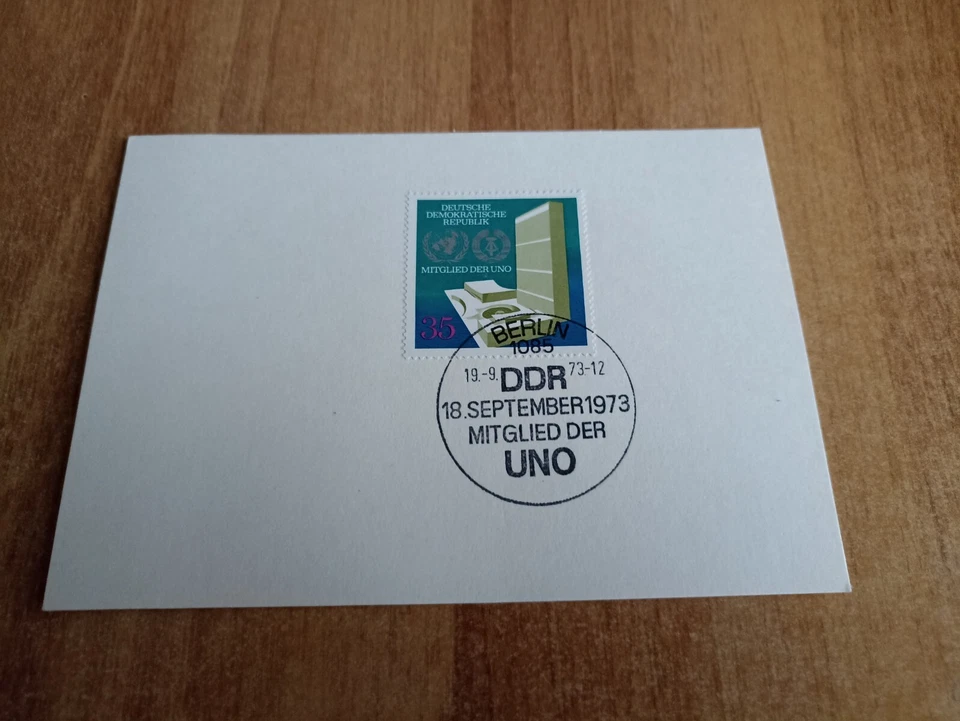 DEUTSCHE
DEMOKRATISCHE
REPUBLIK
MITGLIED DER UNO
35
BERLIN
1085
19.-9. 73-12
DDR
18.SEPTEMBER1973
MITGLIED DER
UNO